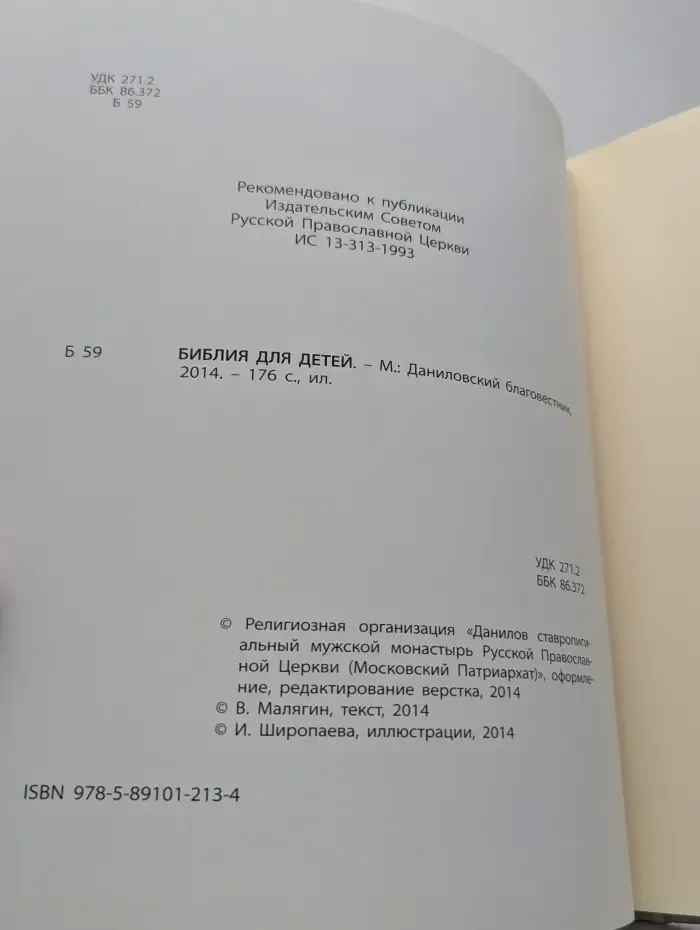 УДК 271.2
ББК 86.372
Б 59
Рекомендовано к публикации
Издательским Советом
Русской Православной Церкви
ИС 13-313-1993
Б 59
БИБЛИЯ ДЛЯ ДЕТЕЙ. – М.: Даниловский благовестник,
2014. – 176 с., ил.
УДК 271.2
ББК 86.372
© Религиозная организация «Данилов ставропиги-
альный мужской монастырь Русской Православ-
ной Церкви (Московский Патриархат)», оформле-
ние, редактирование верстка, 2014
© В. Малягин, текст, 2014
© И. Широпаева, иллюстрации, 2014
ISBN 978-5-89101-213-4